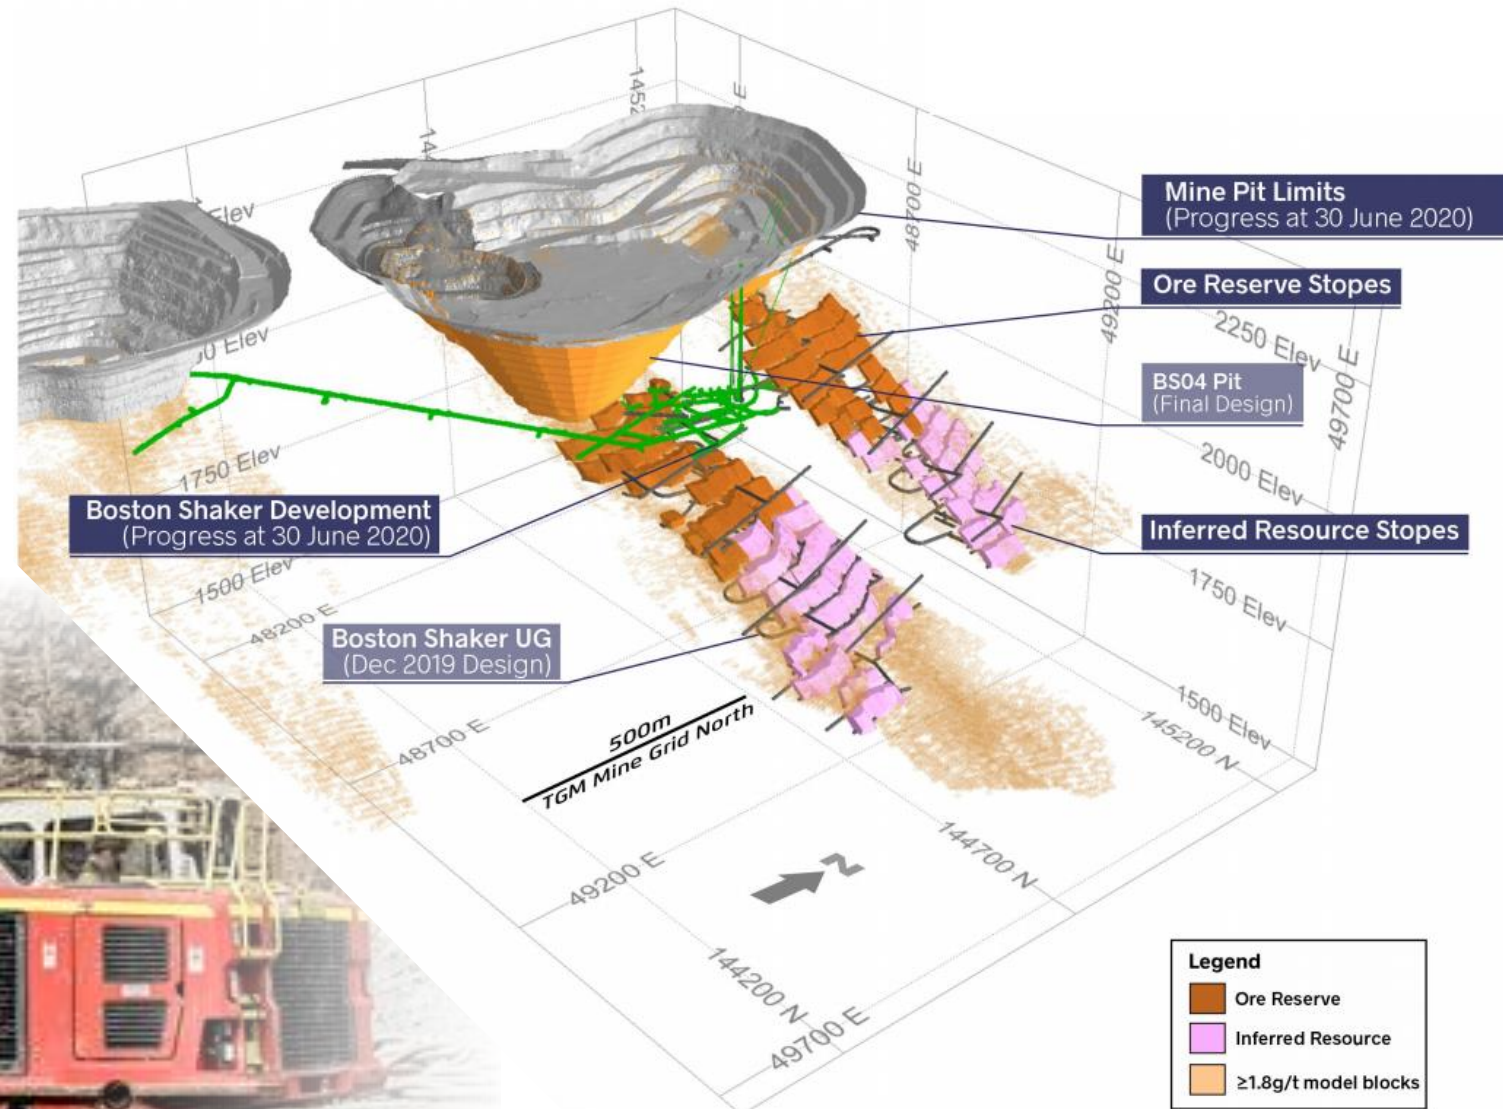 1452
E
48700 E
Mine Pit Limits
(Progress at 30 June 2020)
Elev
Ore Reserve Stopes
49200 E
2250 Elev
49700 E
BS04 Pit
(Final Design)
1750 Elev
2000 Elev
Boston Shaker Development
(Progress at 30 June 2020)
Inferred Resource Stopes
1500 Elev
1750 Elev
48200 E
Boston Shaker UG
(Dec 2019 Design)
1500 Elev
145200 N
48700 E
500m
TGM Mine Grid North
N
144700 N
49200 E
144200 N
49700 E
Legend
Ore Reserve
Inferred Resource
≥1.8g/t model blocks